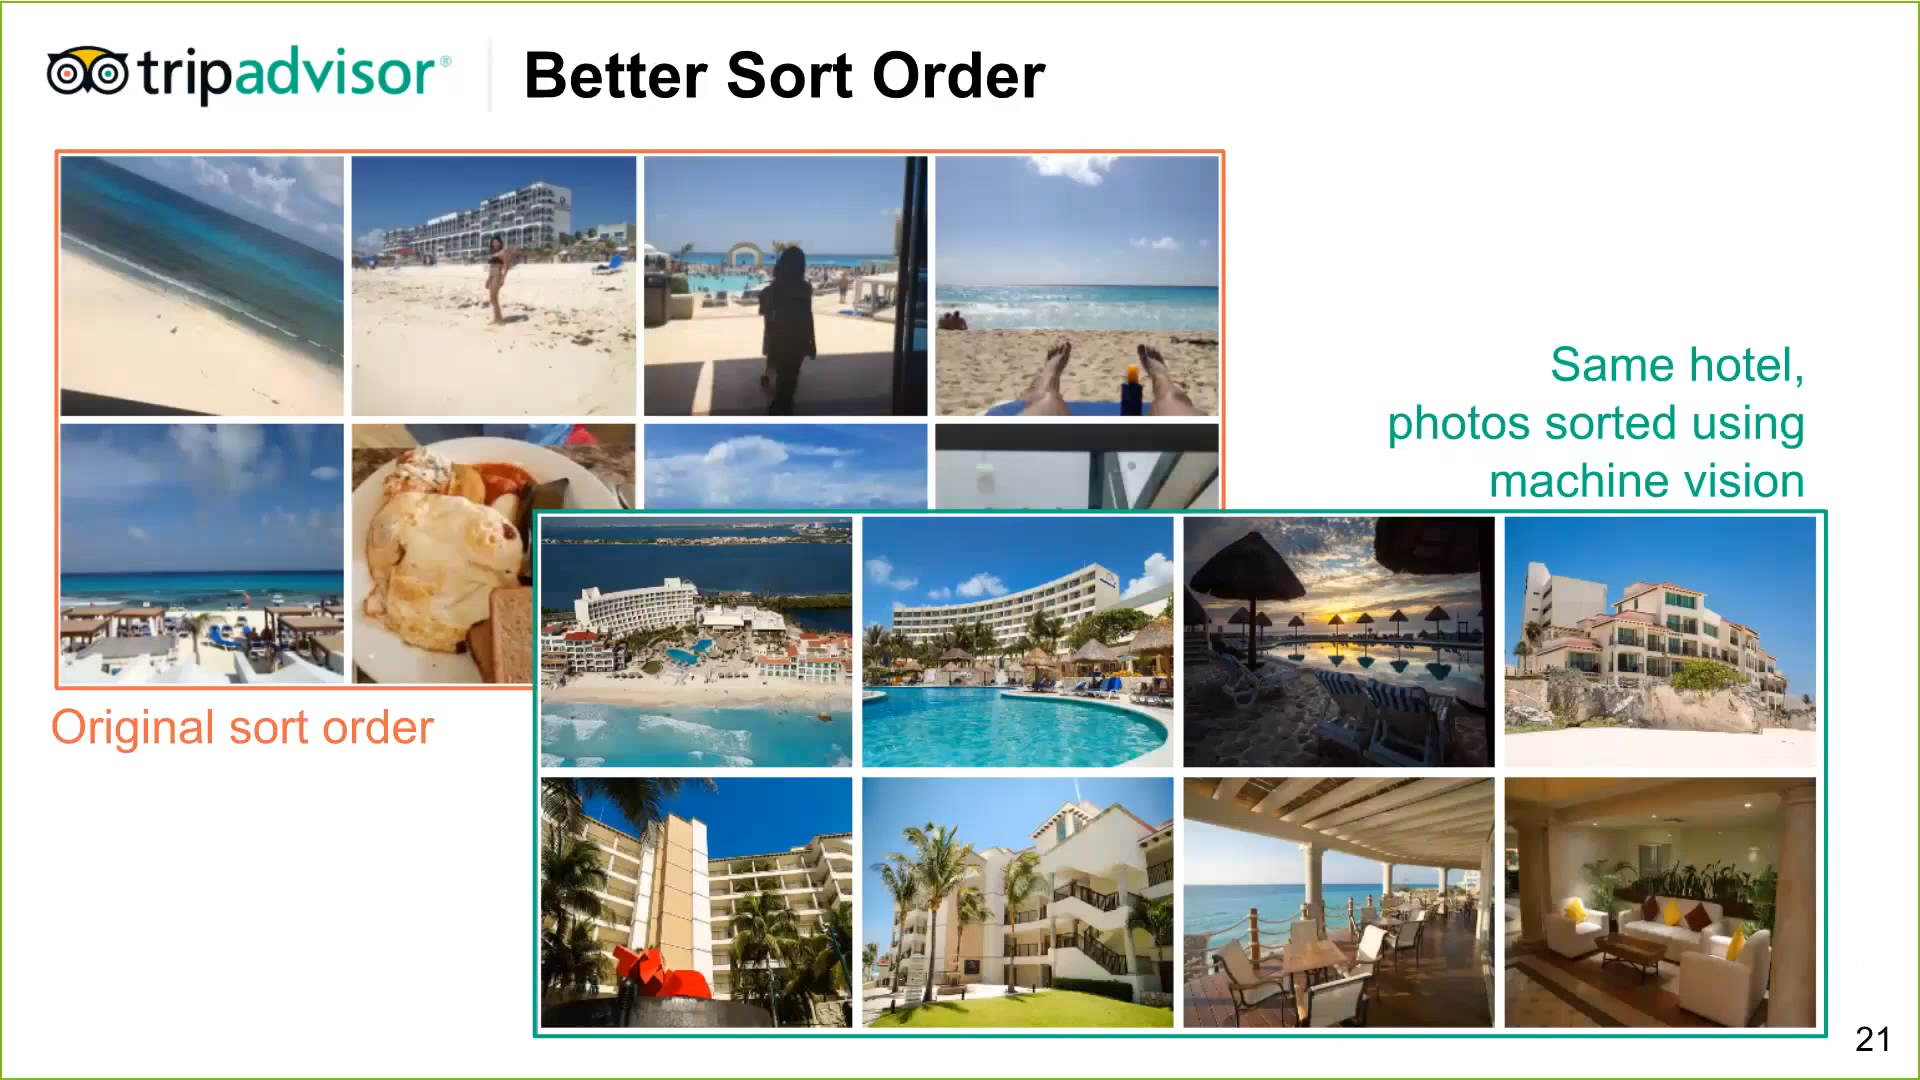 tripadvisor®
Better Sort Order
Same hotel,
photos sorted using
machine vision
Original sort order
21